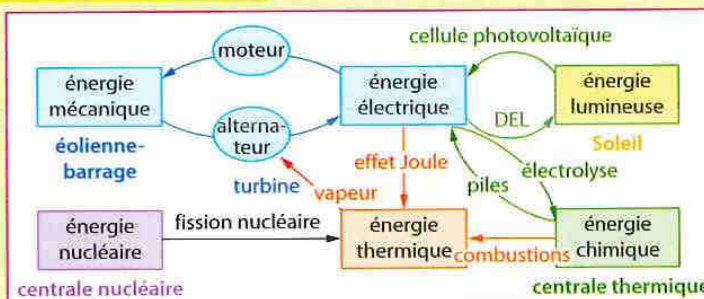 cellule photovoltaïque
moteur
énergie
mécanique
énergie
électrique
énergie
lumineuse
alterna-
teur
DEL
Soleil
éolienne-
barrage
turbine
vapeur
effet Joule
piles
électrolyse
énergie
nucléaire
fission nucléaire
énergie
thermique
combustions
énergie
chimique
centrale nucléaire
centrale thermique